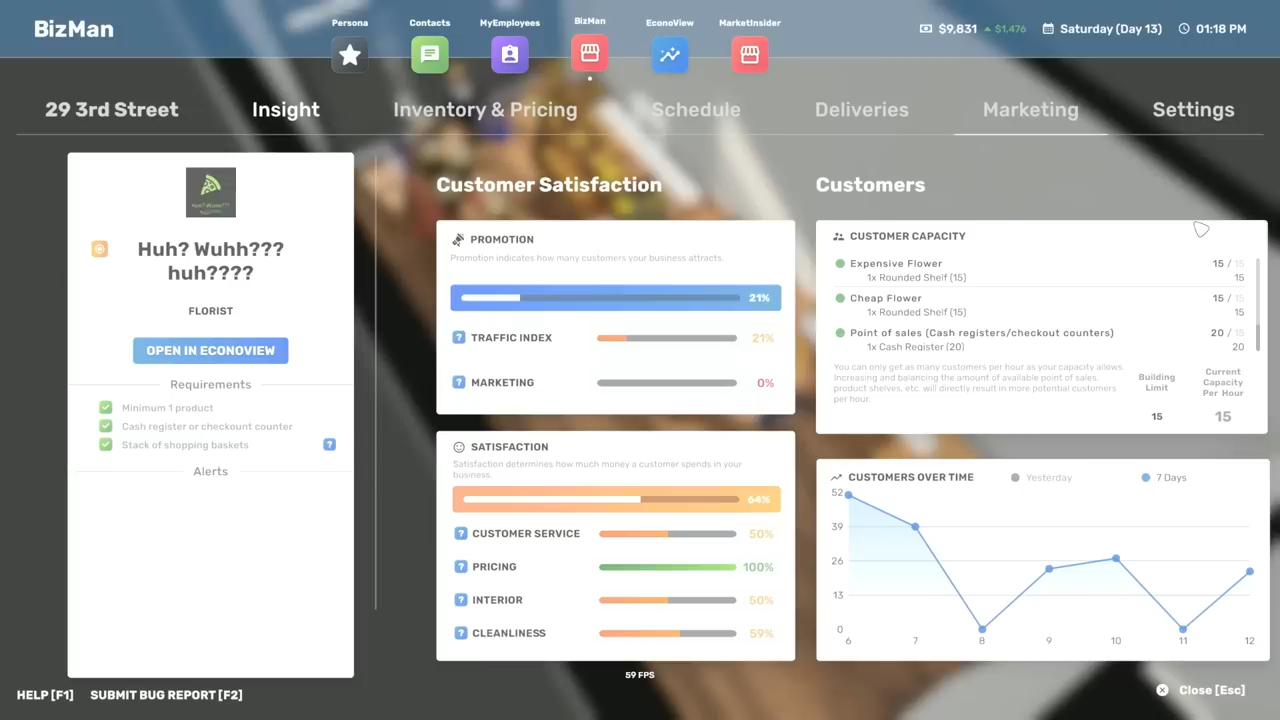 BizMan
Persona
Contacts
MyEmployees
BizMan
EconoView
MarketInsider
$9,831
$1,476
Saturday (Day 13)
01:18 PM
29 3rd Street
Insight
Inventory & Pricing
Schedule
Deliveries
Marketing
Settings
Huh? Wuhh???
huh????
FLORIST
OPEN IN ECONOVIEW
Requirements
Minimum 1 product
Cash register or checkount counter
Stack of shopping baskets
?
Alerts
Customer Satisfaction
PROMOTION
Promotion indicates how many customers your business attracts.
21%
? TRAFFIC INDEX 21%
? MARKETING 0%
SATISFACTION
Satisfaction determines how much money a customer spends in your
business.
64%
? CUSTOMER SERVICE 50%
? PRICING 100%
? INTERIOR 50%
? CLEANLINESS 59%
Customers
CUSTOMER CAPACITY
Expensive Flower 15 / 15
1x Rounded Shelf (15) 15
Cheap Flower 15 / 15
1x Rounded Shelf (15) 15
Point of sales (Cash registers/checkout counters) 20 / 15
1x Cash Register (20) 20
You can only get as many customers per hour as your capacity allows.
Increasing and balancing the amount of available point of sales,
product shelves, etc. will directly result in more potential customers
per hour.
Building
Limit
15
Current
Capacity
Per Hour
15
CUSTOMERS OVER TIME
Yesterday
7 Days
52
39
26
13
0
6 7 8 9 10 11 12
59 FPS
HELP [F1]
SUBMIT BUG REPORT [F2]
Close [Esc]